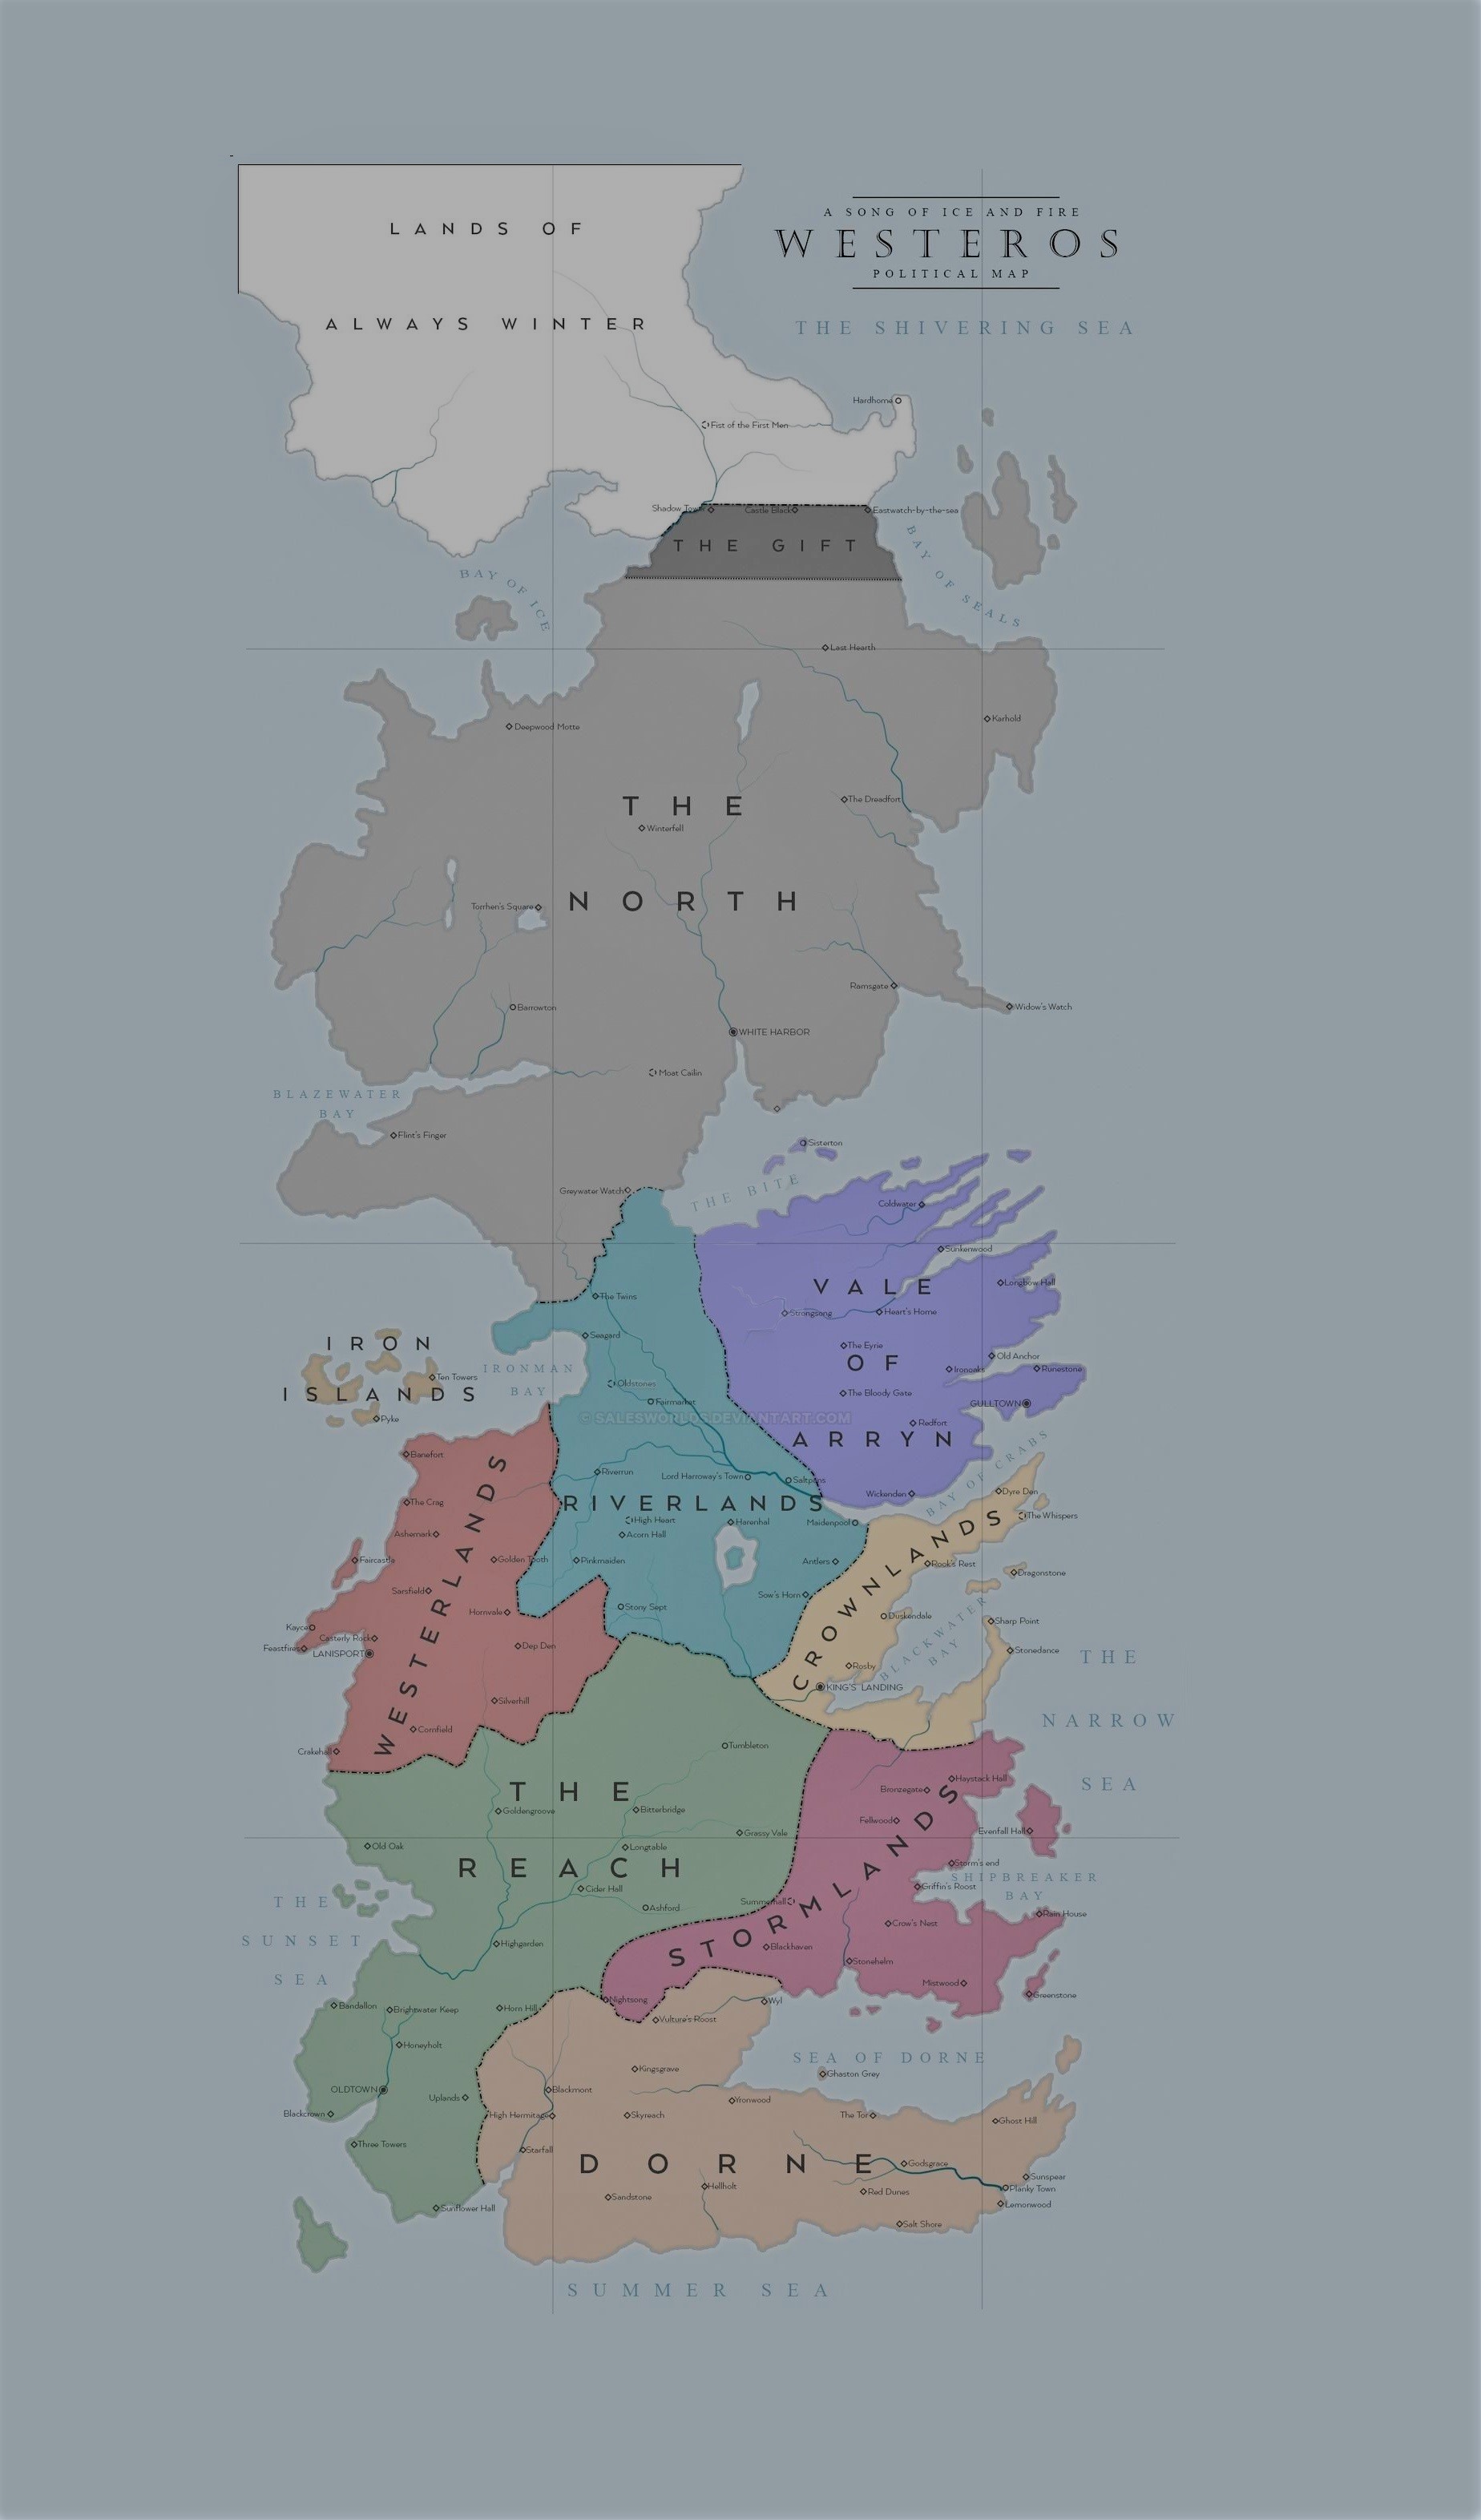 A SONG OF ICE AND FIRE
WESTEROS
POLITICAL MAP
LANDS OF
ALWAYS WINTER
THE SHIVERING SEA
Hardhome
Fist of the First Men
Shadow Tower
Castle Black
Eastwatch-by-the-sea
THE GIFT
BAY OF ICE
BAY OF SEALS
Last Hearth
Karhold
Deepwood Motte
The Dreadfort
THE
Winterfell
NORTH
Torrhen's Square
Ramsgate
Widow's Watch
Barrowton
WHITE HARBOR
Moat Cailin
BLAZEWATER
BAY
Flint's Finger
Sisterton
THE BITE
Greywater Watch
Coldwater
Sunkenwood
VALE
Longbow Hall
The Twins
Strongsong
Heart's Home
Seagard
IRON
The Eyrie
OF
Old Anchor
Ironoaks
Runestone
IRONMAN
BAY
Ten Towers
ISLANDS
Oldstones
The Bloody Gate
Fairmarket
GULLTOWN
Pyke
© SALESWORLDS.DEVIANTART.COM
Redfort
ARRYN
BAY OF CRABS
Banefort
Riverrun
Lord Harroway's Town
Saltpans
Wickenden
Dyre Den
The Crag
RIVERLANDS
The Whispers
High Heart
Harenhal
Maidenpool
Ashemark
Acorn Hall
WESTERLANDS
CROWNLANDS
Faircastle
Golden Tooth
Pinkmaiden
Antlers
Rook's Rest
Dragonstone
Sarsfield
Sow's Horn
Hornvale
Stony Sept
Duskendale
BLACKWATER
BAY
Sharp Point
Kayce
Casterly Rock
Feastfires
LANISPORT
Dep Den
Stonedance
THE
NARROW
SEA
Rosby
KING'S LANDING
Silverhill
Cornfield
Crakehall
Tumbleton
THE
Haystack Hall
Bronzegate
Goldengroove
Bitterbridge
Fellwood
Evenfall Hall
Grassy Vale
Old Oak
Longtable
REACH
STORMLANDS
Storm's end
SHIPBREAKER
BAY
Cider Hall
Griffin's Roost
Summerhall
Ashford
Rain House
THE
SUNSET
SEA
Crow's Nest
Highgarden
Blackhaven
Stonehelm
Mistwood
Greenstone
Nightsong
Wyl
Bandallon
Brightwater Keep
Horn Hill
Vulture's Roost
Honeyholt
SEA OF DORNE
Kingsgrave
Ghaston Grey
OLDTOWN
Blackmont
Uplands
Yronwood
Blackcrown
High Hermitage
Skyreach
The Tor
Ghost Hill
Three Towers
Starfall
DORNE
Godsgrace
Sunspear
Hellholt
Planky Town
Red Dunes
Sandstone
Lemonwood
Sunflower Hall
Salt Shore
SUMMER SEA